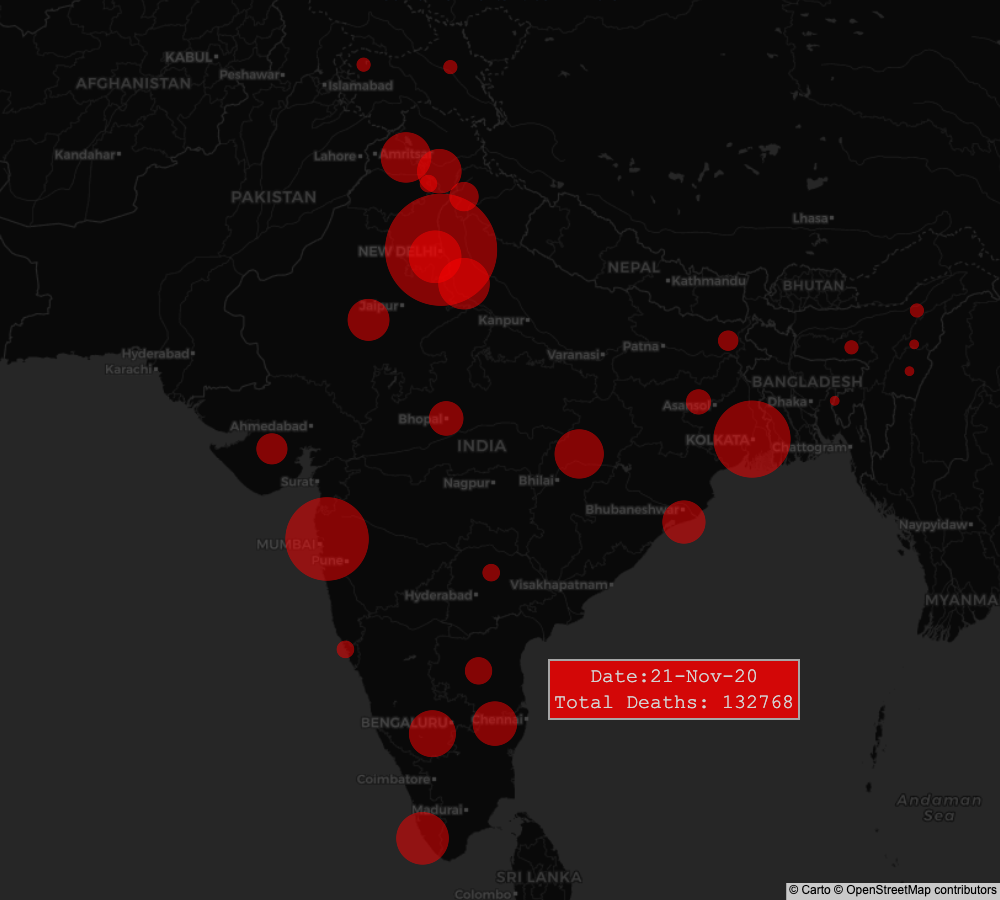 KABUL
Peshawar
AFGHANISTAN
Islamabad
Kandahar
Lahore
Amritsar
PAKISTAN
Lhasa
NEW DELHI
NEPAL
Kathmandu
BHUTAN
Jaipur
Kanpur
Hyderabad
Karachi
Varanasi
Patna
BANGLADESH
Asansol
Dhaka
Ahmedabad
Bhopal
INDIA
KOLKATA
Chattogram
Surat
Nagpur
Bhilai
Bhubaneshwar
Naypyidaw
MUMBAI
Pune
Hyderabad
Visakhapatnam
MYANMA
Date:21-Nov-20
Total Deaths: 132768
BENGALURU
Chennai
Coimbatore
Madurai
Andaman
Sea
SRI LANKA
Colombo
© Carto © OpenStreetMap contributors